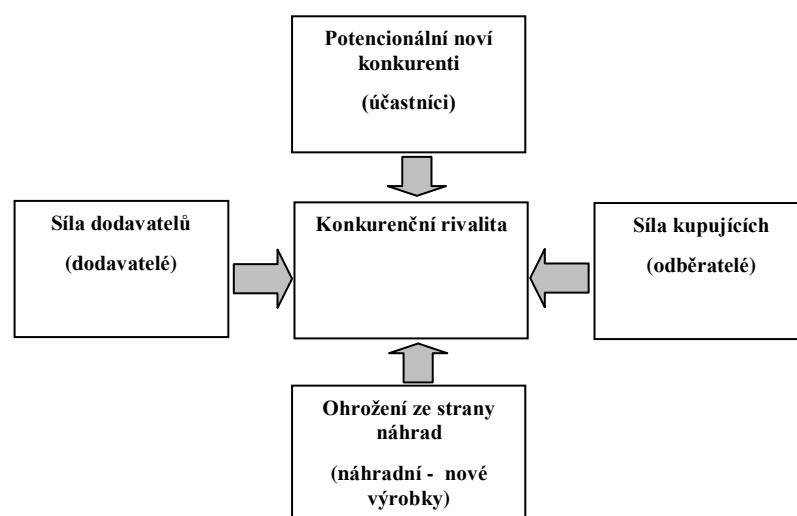 Potencionální noví
konkurenti
(účastníci)
Síla dodavatelů
(dodavatelé)
Konkurenční rivalita
Síla kupujících
(odběratelé)
Ohrožení ze strany
náhrad
(náhradní -  nové
výrobky)